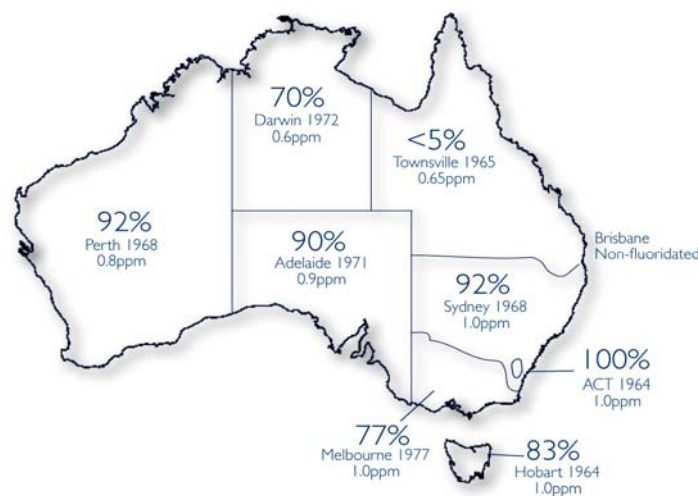 70%
Darwin 1972
0.6ppm
<5%
Townsville 1965
0.65ppm
92%
Perth 1968
0.8ppm
90%
Adelaide 1971
0.9ppm
Brisbane
Non-fluoridated
92%
Sydney 1968
1.0ppm
100%
ACT 1964
1.0ppm
77%
Melbourne 1977
1.0ppm
83%
Hobart 1964
1.0ppm